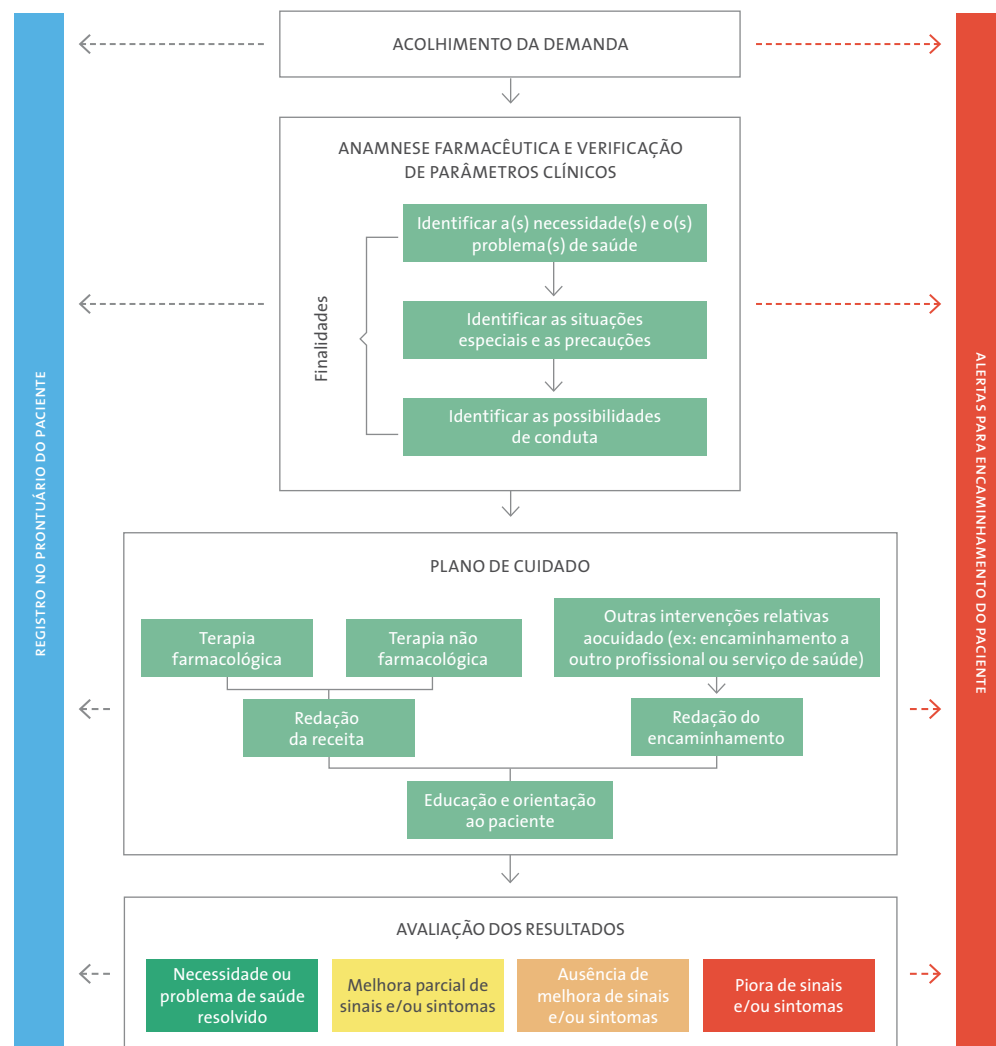 ACOLHIMENTO DA DEMANDA
ANAMNESE FARMACÊUTICA E VERIFICAÇÃO
DE PARÂMETROS CLÍNICOS
Identificar a(s) necessidade(s) e o(s)
problema(s) de saúde
Finalidades
Identificar as situações
especiais e as precauções
Identificar as possibilidades
de conduta
REGISTRO NO PRONTUÁRIO DO PACIENTE
ALERTAS PARA ENCAMINHAMENTO DO PACIENTE
PLANO DE CUIDADO
Terapia
farmacológica
Terapia não
farmacológica
Outras intervenções relativas
aocuidado (ex: encaminhamento a
outro profissional ou serviço de saúde)
Redação
da receita
Redação do
encaminhamento
Educação e orientação
ao paciente
AVALIAÇÃO DOS RESULTADOS
Necessidade ou
problema de saúde
resolvido
Melhora parcial de
sinais e/ou sintomas
Ausência de
melhora de sinais
e/ou sintomas
Piora de sinais
e/ou sintomas